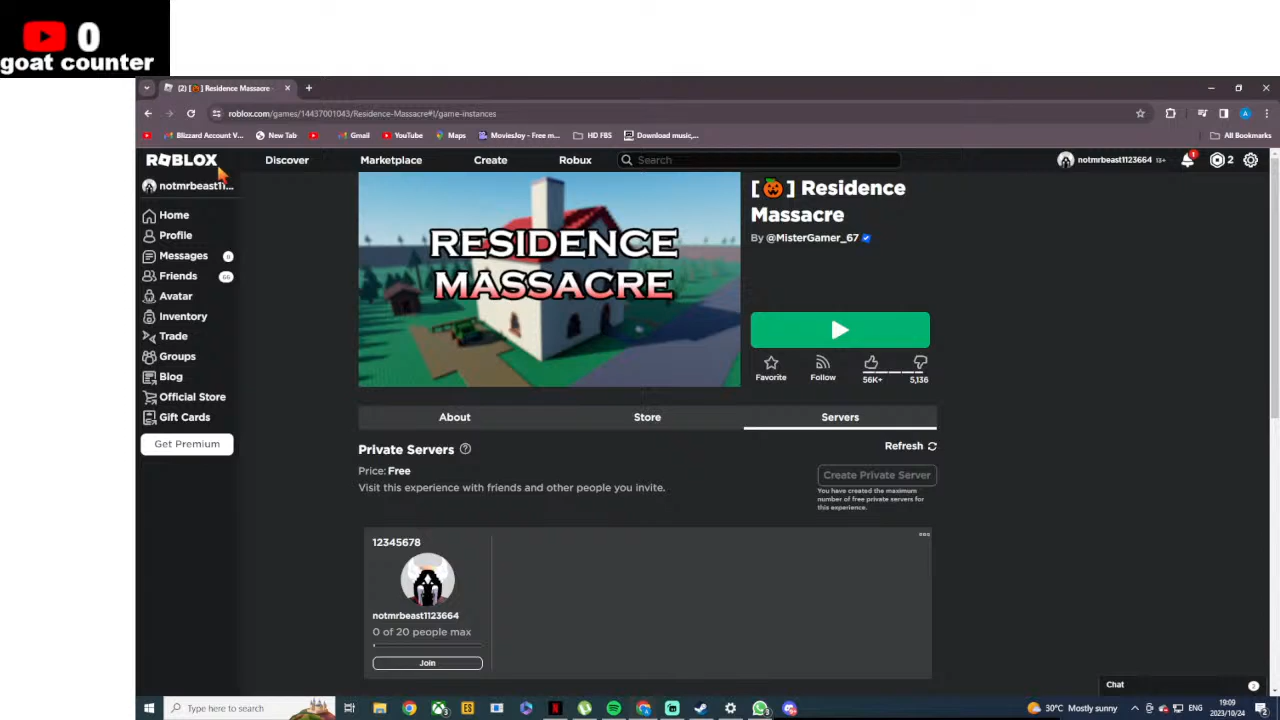 0
goat counter
(2) [🎃] Residence Massacre
roblox.com/games/14437001043/Residence-Massacre#!/game-instances
Blizzard Account V... New Tab Gmail YouTube Maps MoviesJoy - Free m... HD FBS Download music,... All Bookmarks
ROBLOX Discover Marketplace Create Robux Search notmrbeast1123664 13+ 1 2
notmrbeast11...
Home
Profile
Messages 0
Friends 66
Avatar
Inventory
Trade
Groups
Blog
Official Store
Gift Cards
Get Premium
RESIDENCE
MASSACRE
[🎃] Residence
Massacre
By @MisterGamer_67
Favorite Follow 56K+ 5,136
About Store Servers
Private Servers
Refresh
Price: Free
Visit this experience with friends and other people you invite.
Create Private Server
You have created the maximum
number of free private servers for
this experience.
12345678
notmrbeast1123664
0 of 20 people max
Join
Chat
Type here to search
30°C Mostly sunny
ENG
19:09
2023/10/24